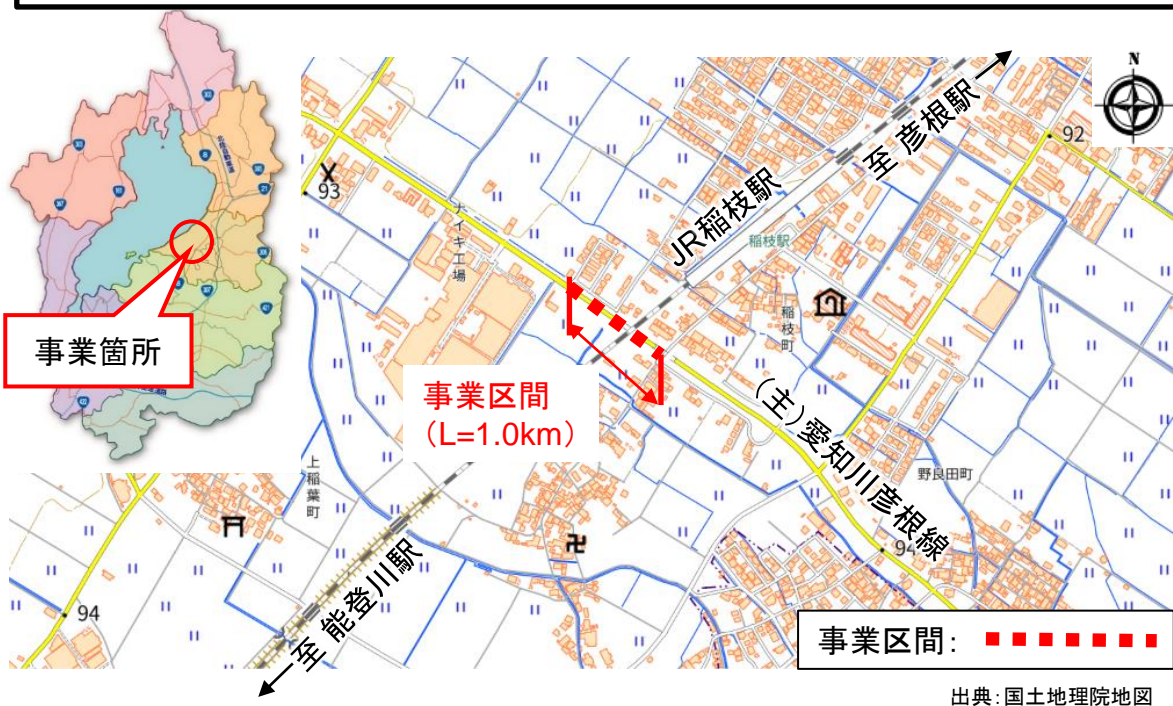 N
至 彦根駅
92
93
ナイキ工場
JR稲枝駅
稲枝駅
稲枝町
事業箇所
事業区間
(L=1.0km)
(主)愛知川彦根線
上稲葉町
野良田町
94
94
至 能登川駅
事業区間:
出典:国土地理院地図